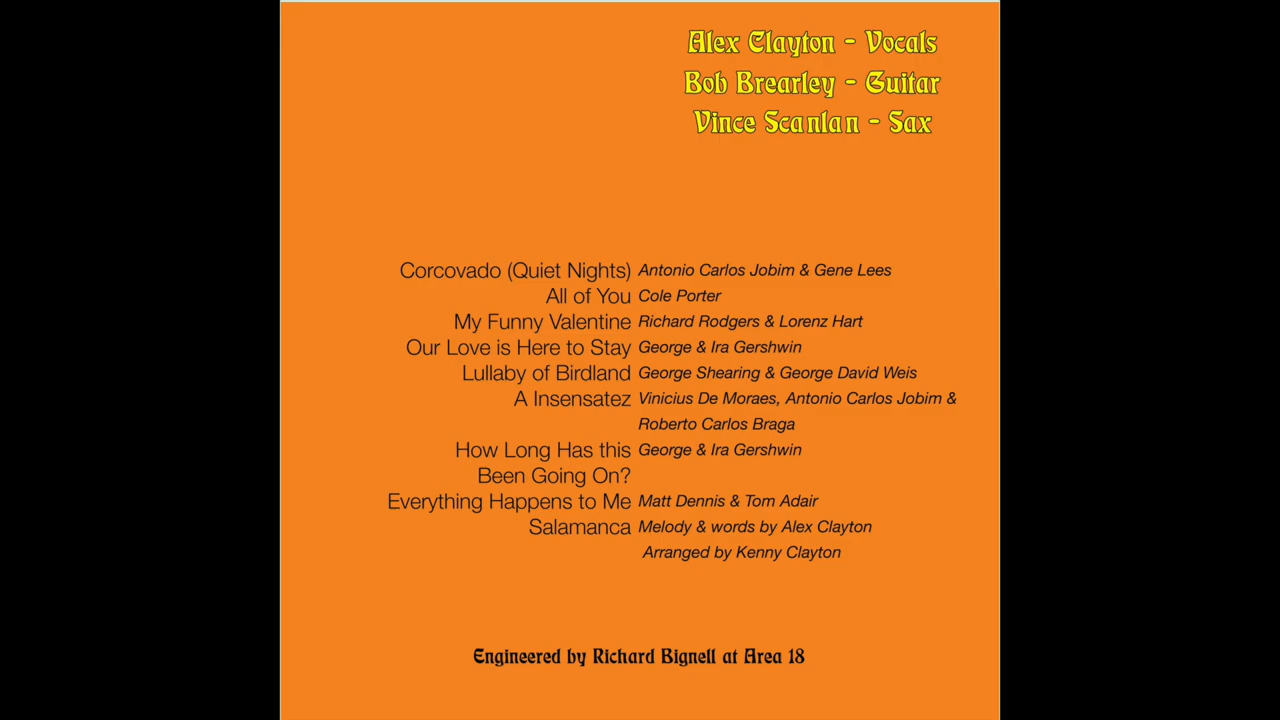 Alex Clayton - Vocals
Bob Brearley - Guitar
Vince Scanlan - Sax
Corcovado (Quiet Nights) Antonio Carlos Jobim & Gene Lees
All of You Cole Porter
My Funny Valentine Richard Rodgers & Lorenz Hart
Our Love is Here to Stay George & Ira Gershwin
Lullaby of Birdland George Shearing & George David Weis
A Insensatez Vinicius De Moraes, Antonio Carlos Jobim &
Roberto Carlos Braga
How Long Has this George & Ira Gershwin
Been Going On?
Everything Happens to Me Matt Dennis & Tom Adair
Salamanca Melody & words by Alex Clayton
Arranged by Kenny Clayton
Engineered by Richard Bignell at Area 18